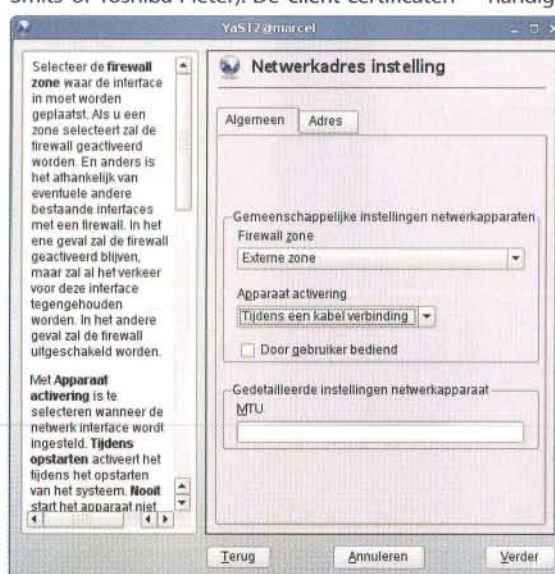 Smits of Toshiba Pieter). De client certificaten
handig
YaST2@marcel
Selecteer de firewall
zone waar de interface
in moet worden
geplaatst. Als u een
zone selecteert zal de
firewall geactiveerd
worden. En anders is
het afhankelijk van
eventuele andere
bestaande interfaces
met een firewall. In het
ene geval zal de firewall
geactiveerd blijven,
maar zal al het verkeer
voor deze interface
tegengehouden
worden. In het andere
geval zal de firewall
uitgeschakeld worden.
Met Apparaat
activering is te
selecteren wanneer de
netwerk interface wordt
ingesteld. Tijdens
opstarten activeert het
tijdens het opstarten
van het systeem. Nooit
start het apparaat niet
Netwerkadres instelling
Algemeen
Adres
Gemeenschappelijke instellingen netwerkapparaten
Firewall zone
Externe zone
Apparaat activering
Tijdens een kabel verbinding
Door gebruiker bediend
Gedetailleerde instellingen netwerkapparaat
MTU
Terug
Annuleren
Verder